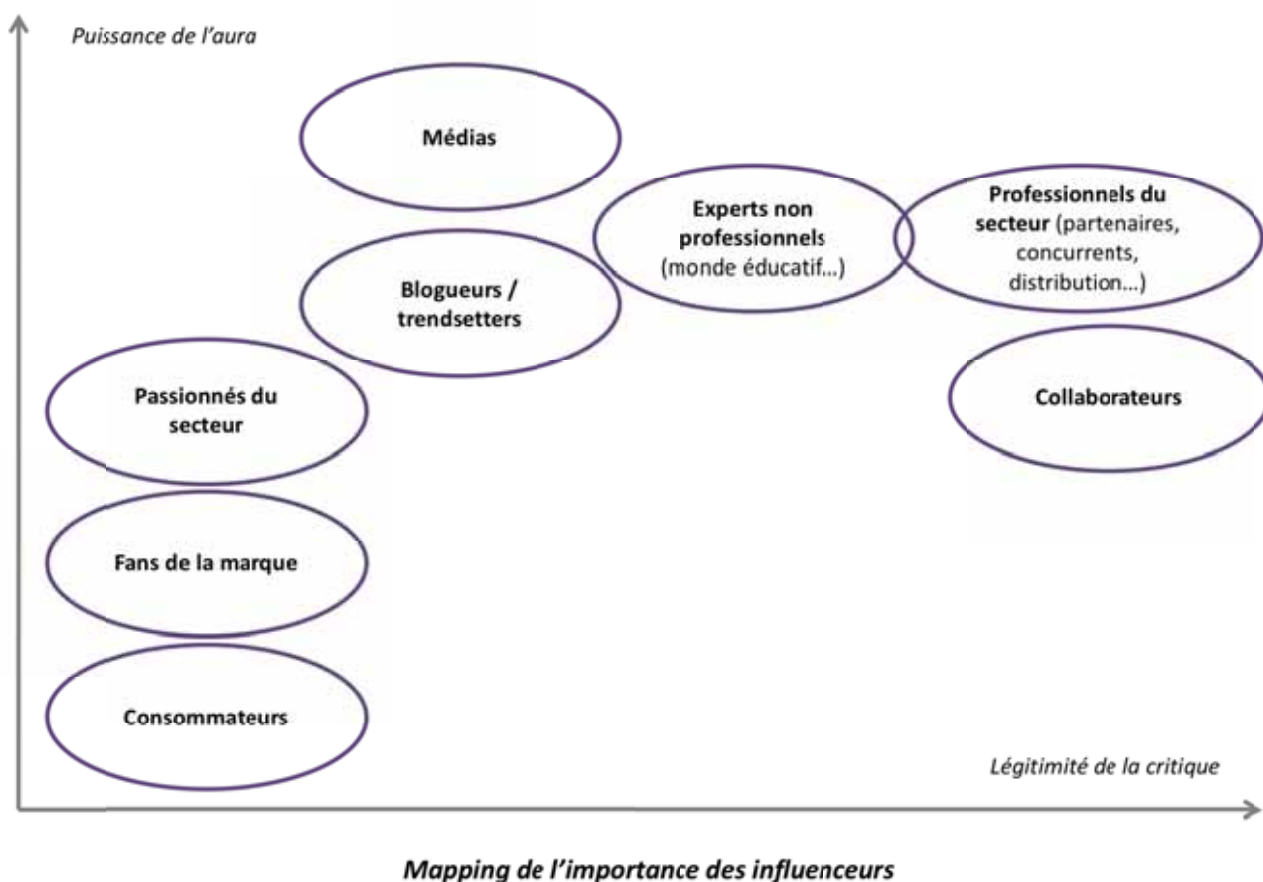 Puissance de l'aura
Médias
Experts non
professionnels
(monde éducatif...)
Professionnels du
secteur (partenaires,
concurrents,
distribution...)
Blogueurs /
trendsetters
Passionnés du
secteur
Collaborateurs
Fans de la marque
Consommateurs
Légitimité de la critique
Mapping de l'importance des influenceurs